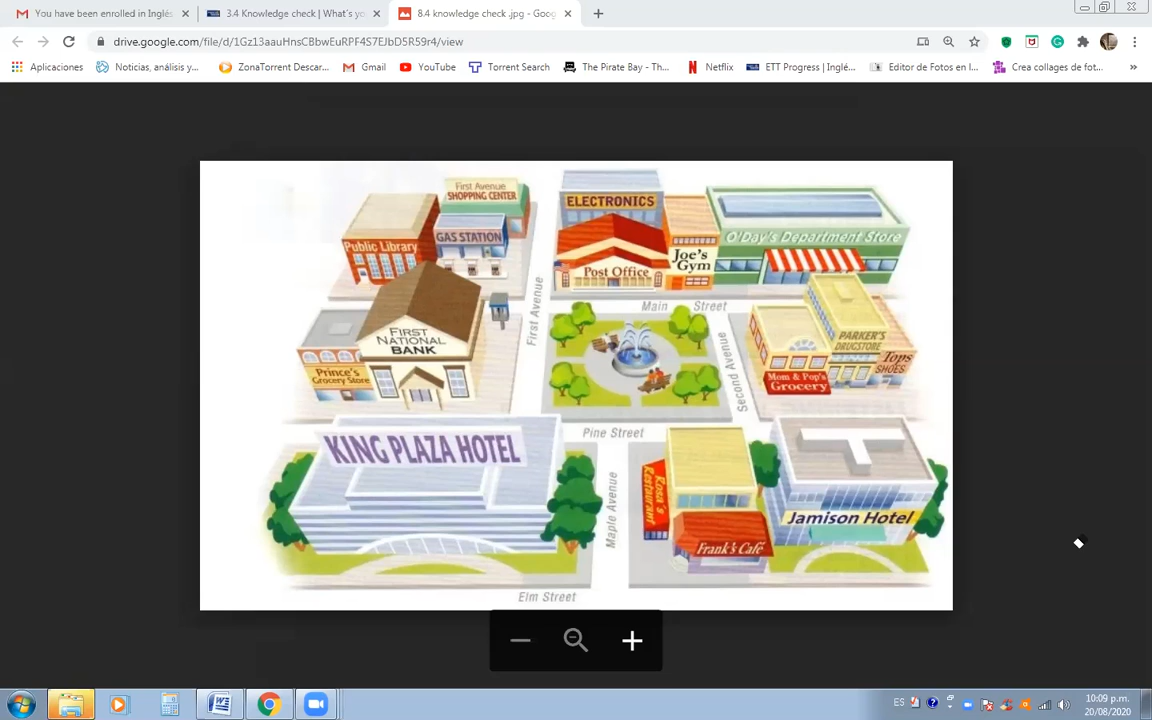 You have been enrolled in Inglés
3.4 Knowledge check | What's yo
8.4 knowledge check .jpg - Goog
drive.google.com/file/d/1Gz13aauHnsCBbwEuRPF4S7EJbD5R59r4/view
Aplicaciones
Noticias, análisis y...
ZonaTorrent Descar...
Gmail
YouTube
Torrent Search
The Pirate Bay - Th...
Netflix
ETT Progress | Inglé...
Editor de Fotos en l...
Crea collages de fot...
»
First Avenue
SHOPPING CENTER
ELECTRONICS
Public Library
GAS STATION
O'Day's Department Store
Post Office
Joe's
Gym
First Avenue
Main Street
FIRST
NATIONAL
BANK
Second Avenue
PARKER'S
DRUGSTORE
Tops
SHOES
Prince's
Grocery Store
Mom & Pop's
Grocery
Pine Street
KING PLAZA HOTEL
Maple Avenue
Rosa's
Restaurant
Jamison Hotel
Frank's Café
Elm Street
ES
10:09 p.m.
20/08/2020